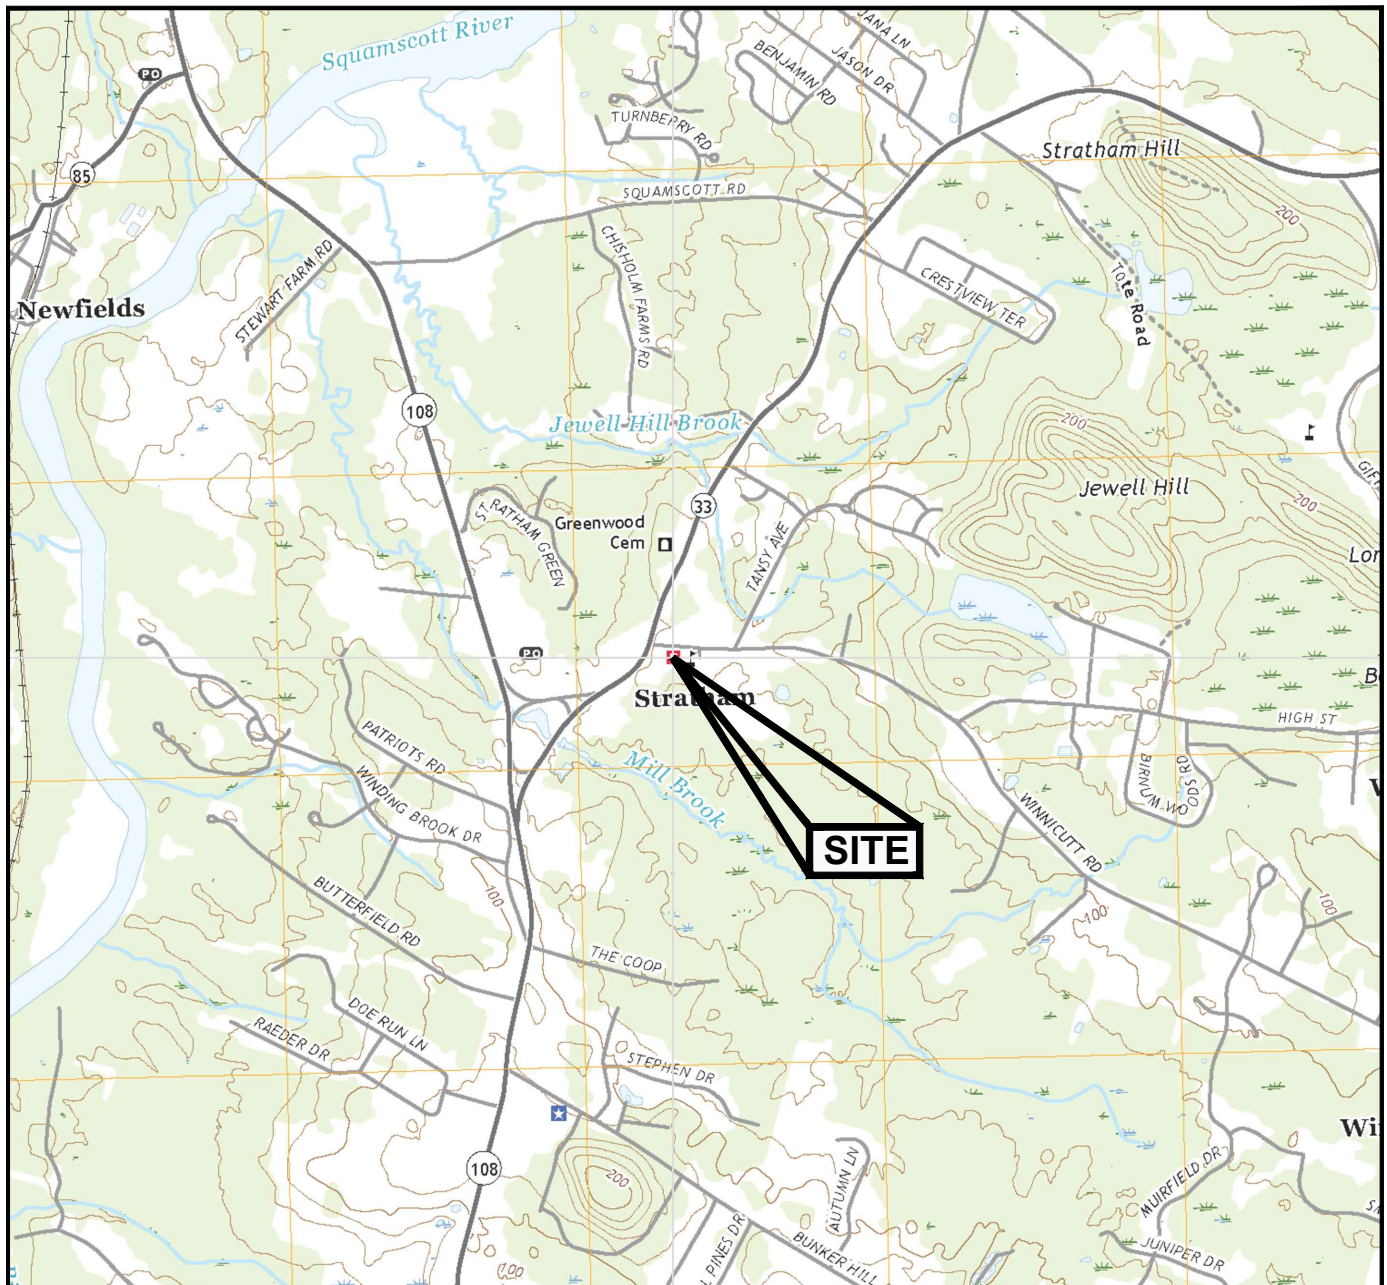 Squamscott River
JANA LN
JASON DR
BENJAMIN RD
PO
TURNBERRY RD
Stratham Hill
85
SQUAMSCOTT RD
200
CHISHOLM FARMS RD
STEWART FARM RD
CRESTVIEW TER
Tote Road
Newfields
108
Jewell Hill Brook
200
Jewell Hill
200
33
STRATHAM GREEN
Greenwood
Cem
TANSY AVE
PO
Stratham
HIGH ST
PATRIOTS RD
Mill Brook
BIRNUM WOODS RD
WINDING BROOK DR
WINNICUTT RD
SITE
100
BUTTERFIELD RD
100
100
THE COOP
DOE RUN LN
RAEDER DR
STEPHEN DR
108
200
AUTUMN LN
MUIRFIELD DR
JUNIPER DR
PINES DR
BUNKER HILL
100